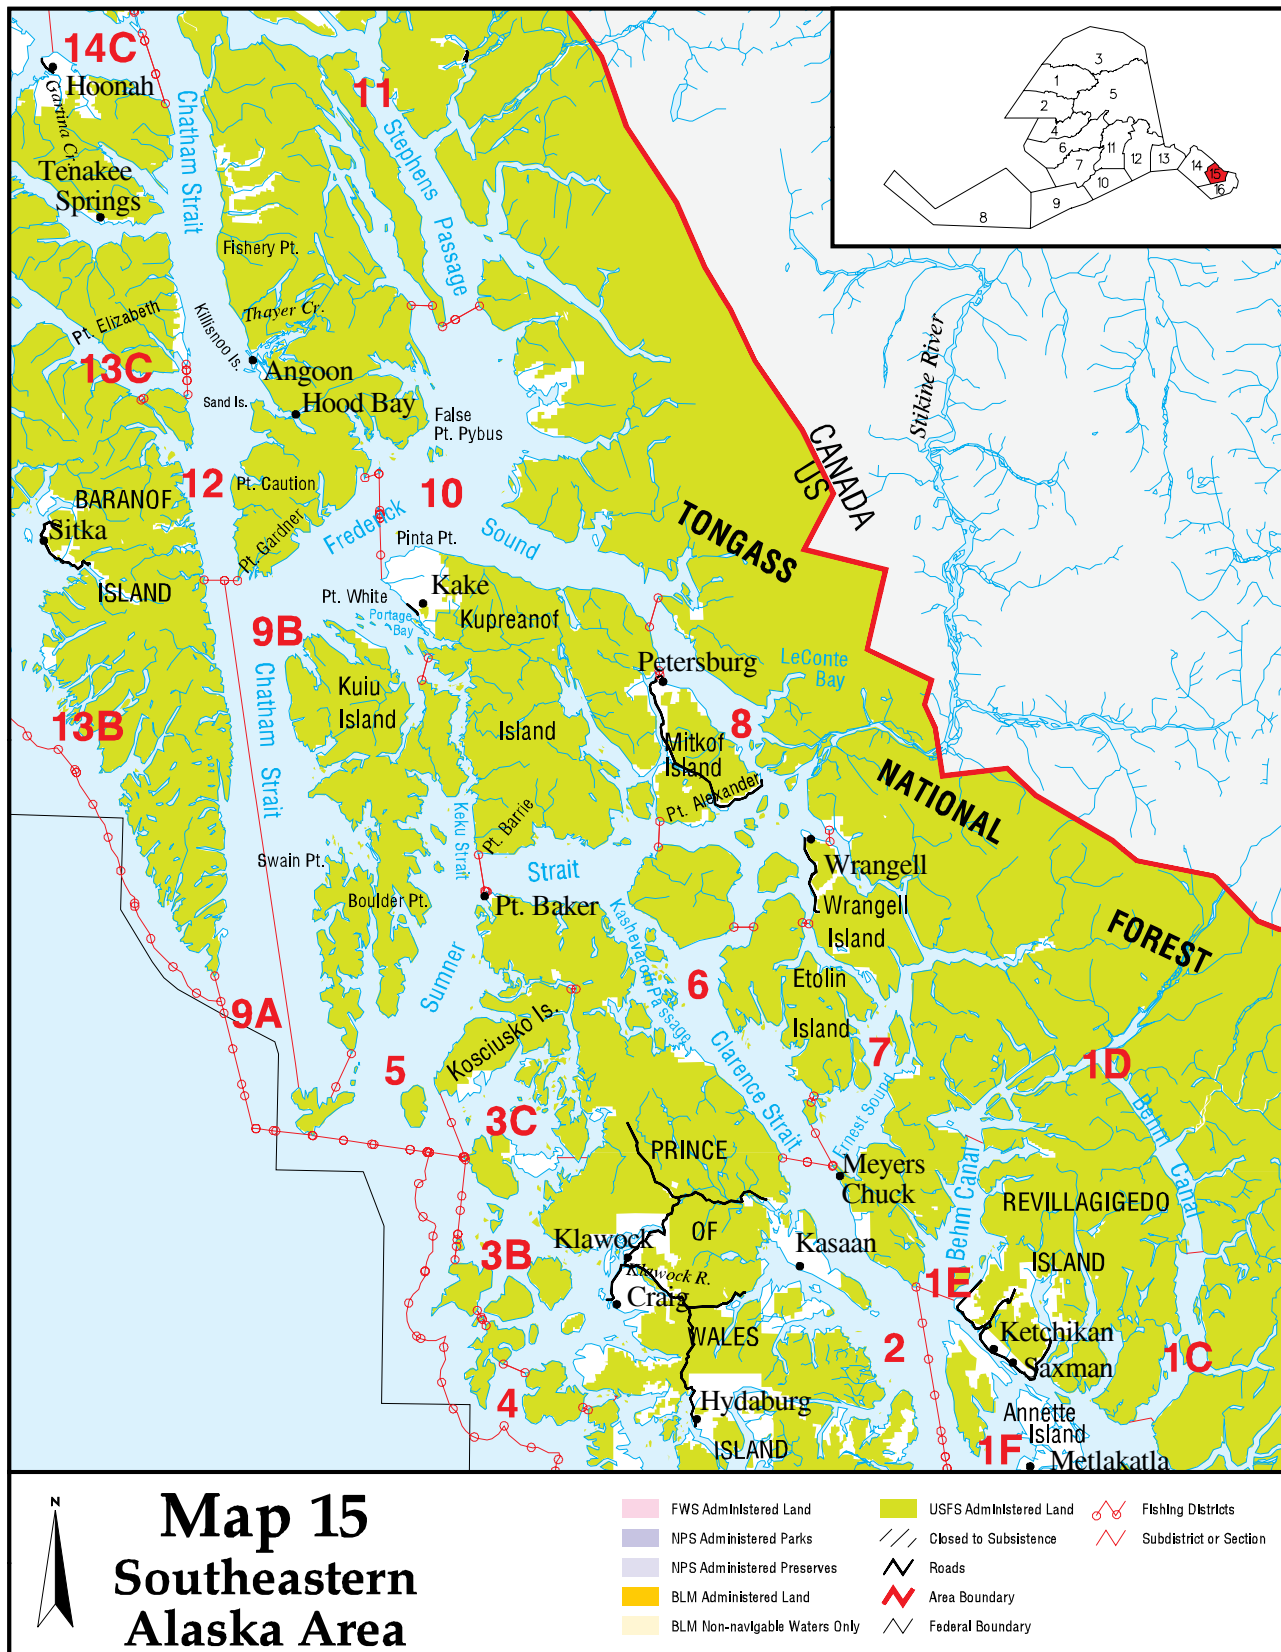 14C
Hoonah
Gartina Cr.
Tenakee
Springs
Chatham Strait
11
Stephens Passage
Fishery Pt.
Thayer Cr.
Pt. Elizabeth
Killisnoo Is.
13C
Angoon
Sand Is.
Hood Bay
False
Pt. Pybus
12
Pt. Caution
10
BARANOF
Sitka
ISLAND
Pt. Gardner
Frederick
Sound
Pinta Pt.
Kake
Pt. White
Portage
Bay
Kupreanof
9B
Kuiu
Island
Island
Chatham Strait
13B
Petersburg
LeConte
Bay
8
Mitkof
Island
Pt. Alexander
Keku Strait
Pt. Barrie
Strait
Swain Pt.
Boulder Pt.
Pt. Baker
Sumner
Wrangell
Wrangell
Island
Kashevaroff Passage
6
Etolin
Island
9A
5
Kosciusko Is.
Clarence Strait
7
Ernest Sound
3C
1D
Behm
Canal
PRINCE
Meyers
Chuck
Behm Canal
REVILLAGIGEDO
ISLAND
OF
Klawock
Kasaan
3B
Klawock R.
Craig
1E
WALES
2
Ketchikan
Saxman
1C
4
Hydaburg
ISLAND
Annette
Island
1F
Metlakatla
CANADA
US
Stikine River
TONGASS
NATIONAL
FOREST
3
1
5
2
4
6
7
11
12
13
14
15
16
10
9
8
N
Map 15
Southeastern
Alaska Area
FWS Administered Land
NPS Administered Parks
NPS Administered Preserves
BLM Administered Land
BLM Non-navigable Waters Only
USFS Administered Land
Closed to Subsistence
Roads
Area Boundary
Federal Boundary
Fishing Districts
Subdistrict or Section